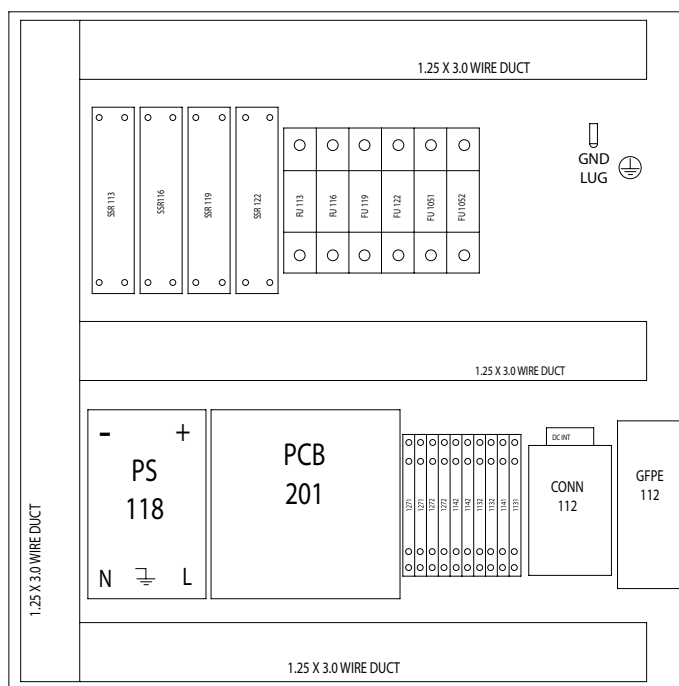 1.25 X 3.0 WIRE DUCT
SSR 113
SSR116
SSR 119
SSR 122
FU 113
FU 116
FU 119
FU 122
FU 1051
FU 1052
GND
LUG
1.25 X 3.0 WIRE DUCT
1.25 X 3.0 WIRE DUCT
- +
PS
118
N L
PCB
201
1271
1271
1272
1272
1142
1142
1132
1132
1141
1131
DC INT
CONN
112
GFPE
112
1.25 X 3.0 WIRE DUCT